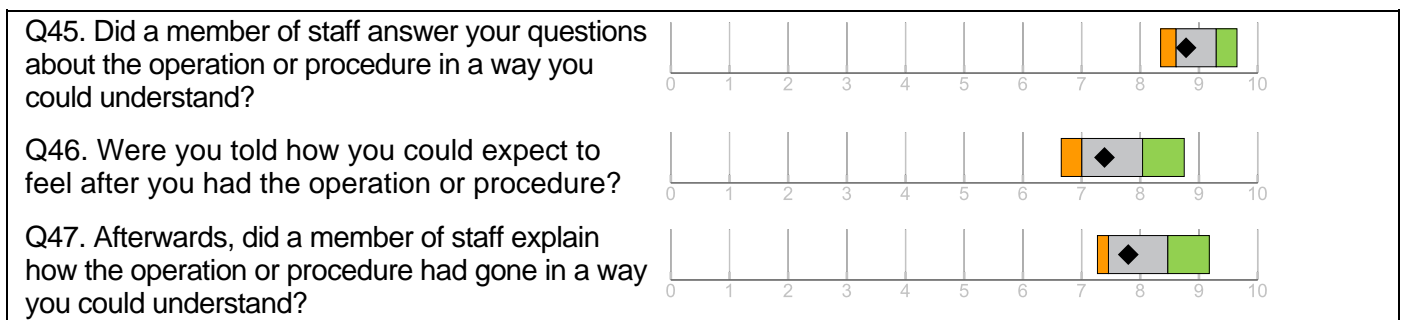 Q45. Did a member of staff answer your questions
about the operation or procedure in a way you
could understand?
0 1 2 3 4 5 6 7 8 9 10
Q46. Were you told how you could expect to
feel after you had the operation or procedure?
0 1 2 3 4 5 6 7 8 9 10
Q47. Afterwards, did a member of staff explain
how the operation or procedure had gone in a way
you could understand?
0 1 2 3 4 5 6 7 8 9 10